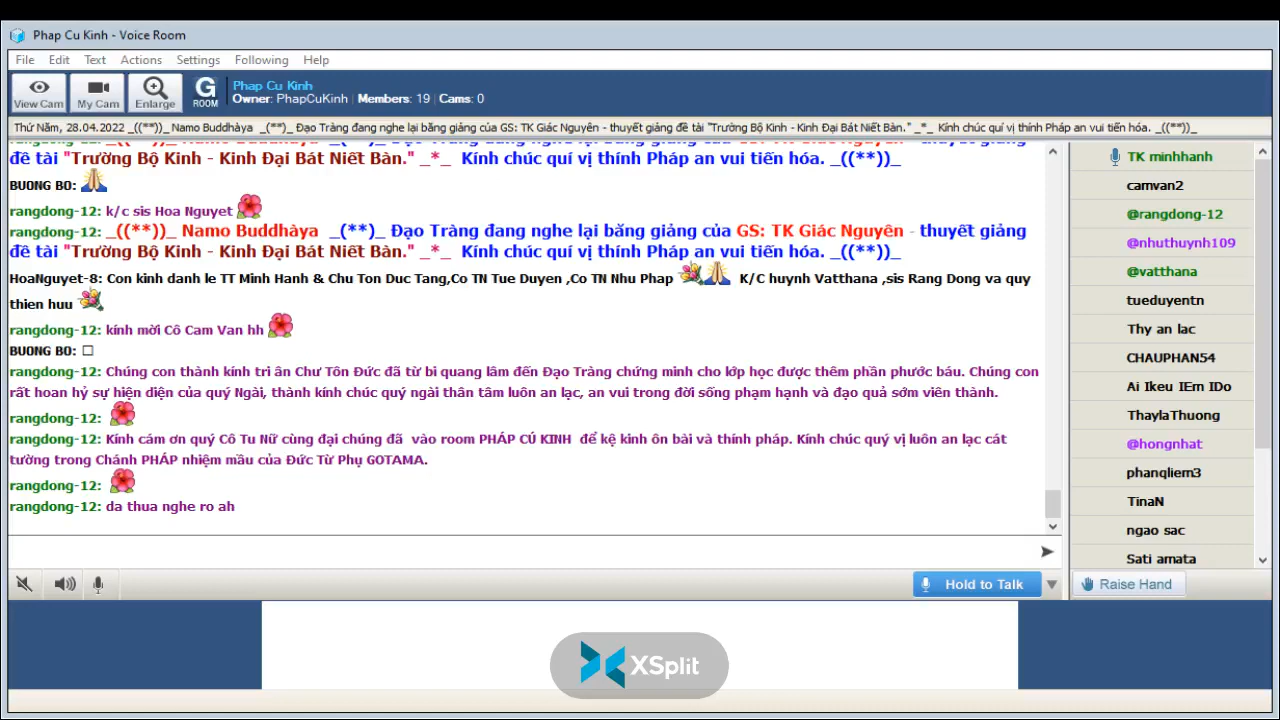 Phap Cu Kinh - Voice Room
File Edit Text Actions Settings Following Help
View Cam My Cam Enlarge G ROOM
Phap Cu Kinh
Owner: PhapCuKinh | Members: 19 | Cams: 0
Thứ Năm, 28.04.2022 _((**))_ Namo Buddhàya _(**)_ Đạo Tràng đang nghe lại băng giảng của GS: TK Giác Nguyên - thuyết giảng đề tài "Trường Bộ Kinh - Kinh Đại Bát Niết Bàn." _*_ Kính chúc quí vị thính Pháp an vui tiến hóa. _((**))_
đề tài "Trường Bộ Kinh - Kinh Đại Bát Niết Bàn." _*_ Kính chúc quí vị thính Pháp an vui tiến hóa. _((**))_
BUONG BO:
rangdong-12: k/c sis Hoa Nguyet
rangdong-12: _((**))_ Namo Buddhàya _(**)_ Đạo Tràng đang nghe lại băng giảng của GS: TK Giác Nguyên - thuyết giảng
đề tài "Trường Bộ Kinh - Kinh Đại Bát Niết Bàn." _*_ Kính chúc quí vị thính Pháp an vui tiến hóa. _((**))_
HoaNguyet-8: Con kinh danh le TT Minh Hanh & Chu Ton Duc Tang,Co TN Tue Duyen ,Co TN Nhu Phap K/C huynh Vatthana ,sis Rang Dong va quy
thien huu
rangdong-12: kính mời Cô Cam Van hh
BUONG BO: □
rangdong-12: Chúng con thành kính tri ân Chư Tôn Đức đã từ bi quang lâm đến Đạo Tràng chứng minh cho lớp học được thêm phần phước báu. Chúng con
rất hoan hỷ sự hiện diện của quý Ngài, thành kính chúc quý ngài thân tâm luôn an lạc, an vui trong đời sống phạm hạnh và đạo quả sớm viên thành.
rangdong-12:
rangdong-12: Kính cám ơn quý Cô Tu Nữ cùng đại chúng đã vào room PHÁP CÚ KINH để kệ kinh ôn bài và thính pháp. Kính chúc quý vị luôn an lạc cát
tường trong Chánh PHÁP nhiệm mầu của Đức Từ Phụ GOTAMA.
rangdong-12:
rangdong-12: da thua nghe ro ah
TK minhhanh
camvan2
@rangdong-12
@nhuthuynh109
@vatthana
tueduyentn
Thy an lac
CHAUPHAN54
Ai Ikeu IErn IDo
ThaylaThuong
@hongnhat
phanqliem3
TinaN
ngao sac
Sati amata
Hold to Talk
Raise Hand
XSplit